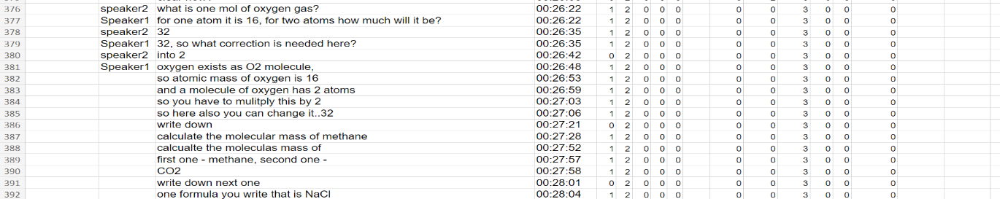 376 speaker2 what is one mol of oxygen gas? 00:26:22 1 2 0 0 0 0 3 0 0 0
377 Speaker1 for one atom it is 16, for two atoms how much will it be? 00:26:22 1 2 0 0 0 0 0 3 0 0 0
378 speaker2 32 00:26:35 1 2 0 0 0 0 0 3 0 0 0
379 Speaker1 32, so what correction is needed here? 00:26:35 1 2 0 0 0 0 0 3 0 0 0
380 speaker2 into 2 00:26:42 0 2 0 0 0 0 0 3 0 0 0
381 Speaker1 oxygen exists as O2 molecule, 00:26:48 1 2 0 0 0 0 0 3 0 0 0
382 so atomic mass of oxygen is 16 00:26:53 1 2 0 0 0 0 0 3 0 0 0
383 and a molecule of oxygen has 2 atoms 00:26:59 1 2 0 0 0 0 0 3 0 0 0
384 so you have to mulitply this by 2 00:27:03 1 2 0 0 0 0 0 3 0 0 0
385 so here also you can change it..32 00:27:06 1 2 0 0 0 0 0 3 0 0 0
386 write down 00:27:21 0 2 0 0 0 0 0 3 0 0 0
387 calculate the molecular mass of methane 00:27:28 1 2 0 0 0 0 0 3 0 0 0
388 calcualte the moleculas mass of 00:27:52 1 2 0 0 0 0 0 3 0 0 0
389 first one - methane, second one - 00:27:57 1 2 0 0 0 0 0 3 0 0 0
390 CO2 00:27:58 1 2 0 0 0 0 0 3 0 0 0
391 write down next one 00:28:01 0 2 0 0 0 0 0 3 0 0 0
392 one formula you write that is NaCl 00:28:04 1 2 0 0 0 0 0 3 0 0 0